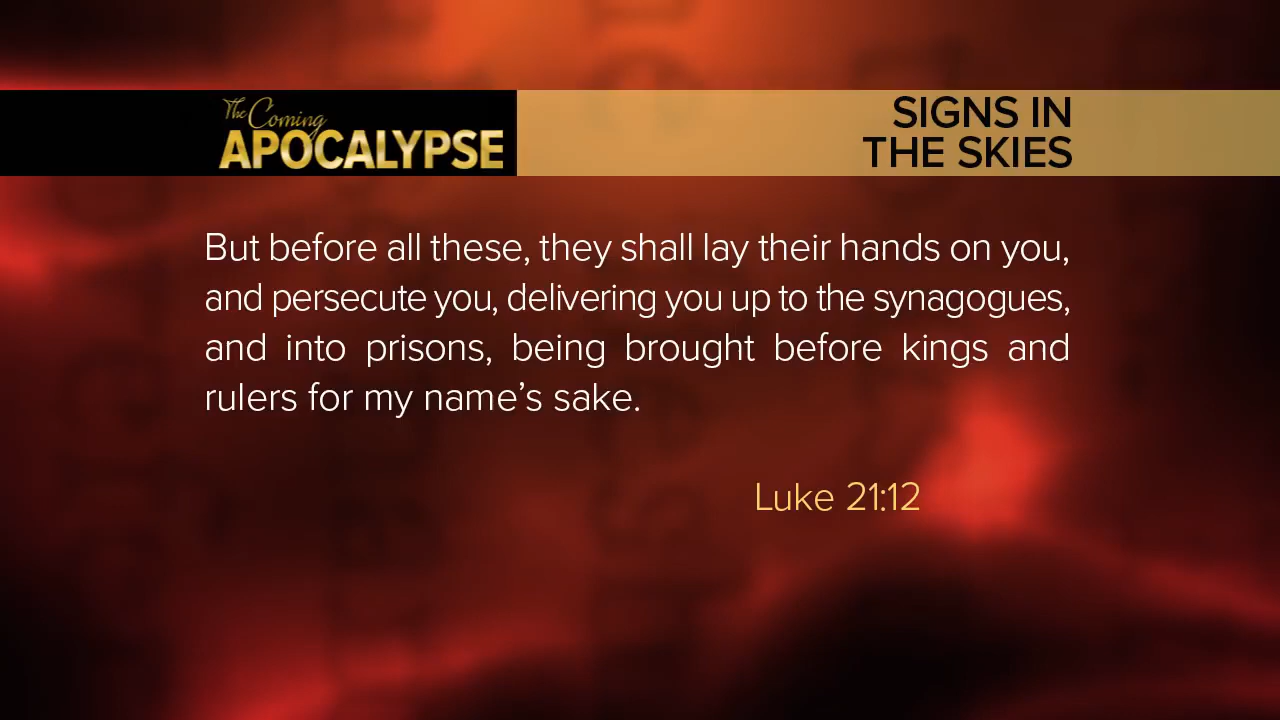 The Coming
APOCALYPSE
SIGNS IN
THE SKIES
But before all these, they shall lay their hands on you,
and persecute you, delivering you up to the synagogues,
and into prisons, being brought before kings and
rulers for my name’s sake.
Luke 21:12